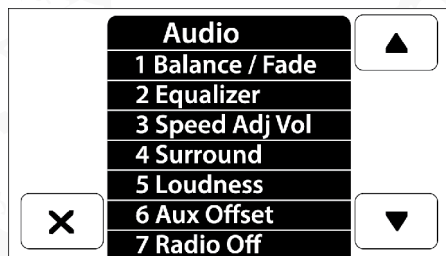 Audio
1 Balance / Fade
2 Equalizer
3 Speed Adj Vol
4 Surround
5 Loudness
6 Aux Offset
7 Radio Off